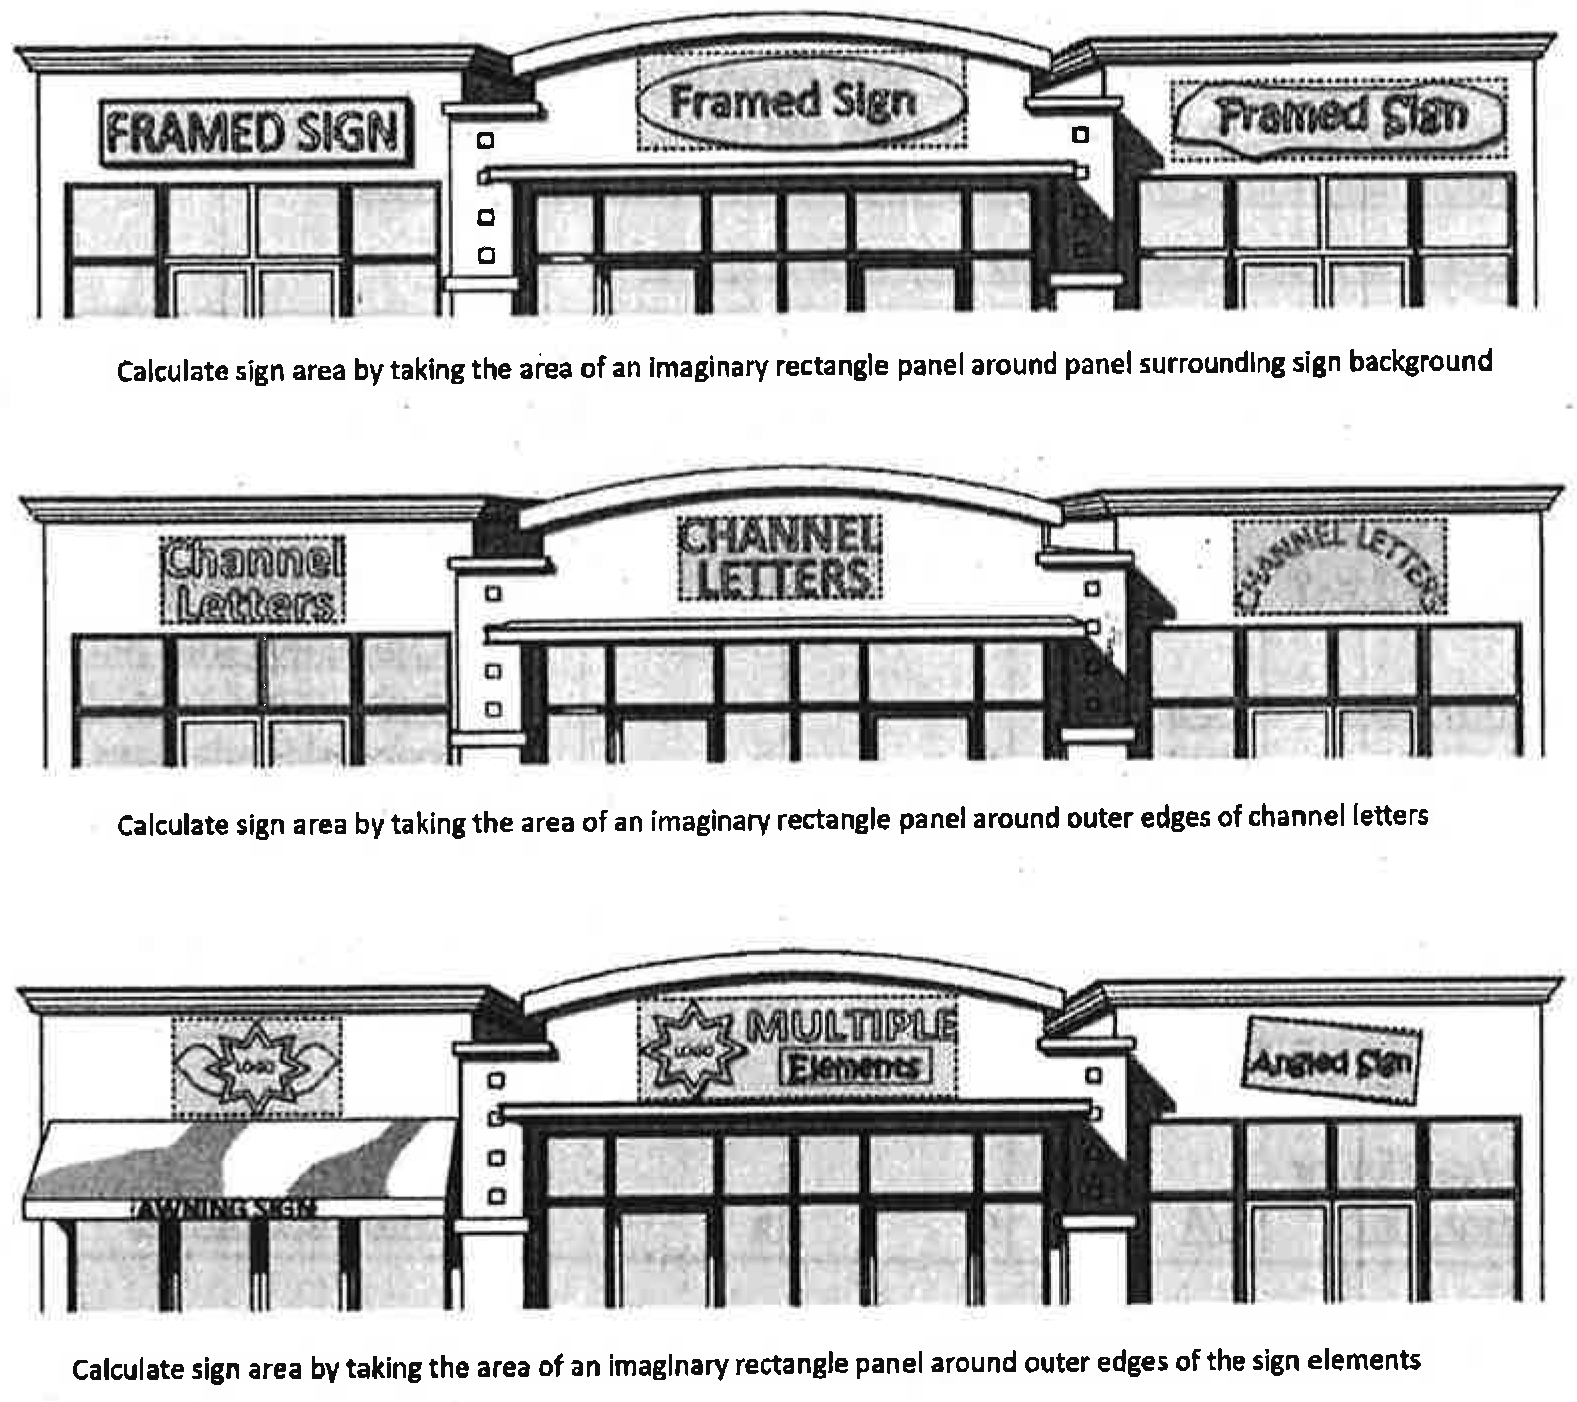 FRAMED SIGN
Framed Sign
Framed Sign
Calculate sign area by taking the area of an imaginary rectangle panel around panel surrounding sign background
Channel
Letters
CHANNEL
LETTERS
CHANNEL LETTERS
Calculate sign area by taking the area of an imaginary rectangle panel around outer edges of channel letters
LOGO
AWNING SIGN
LOGO
MULTIPLE
Elements
Angled Sign
Calculate sign area by taking the area of an imaginary rectangle panel around outer edges of the sign elements